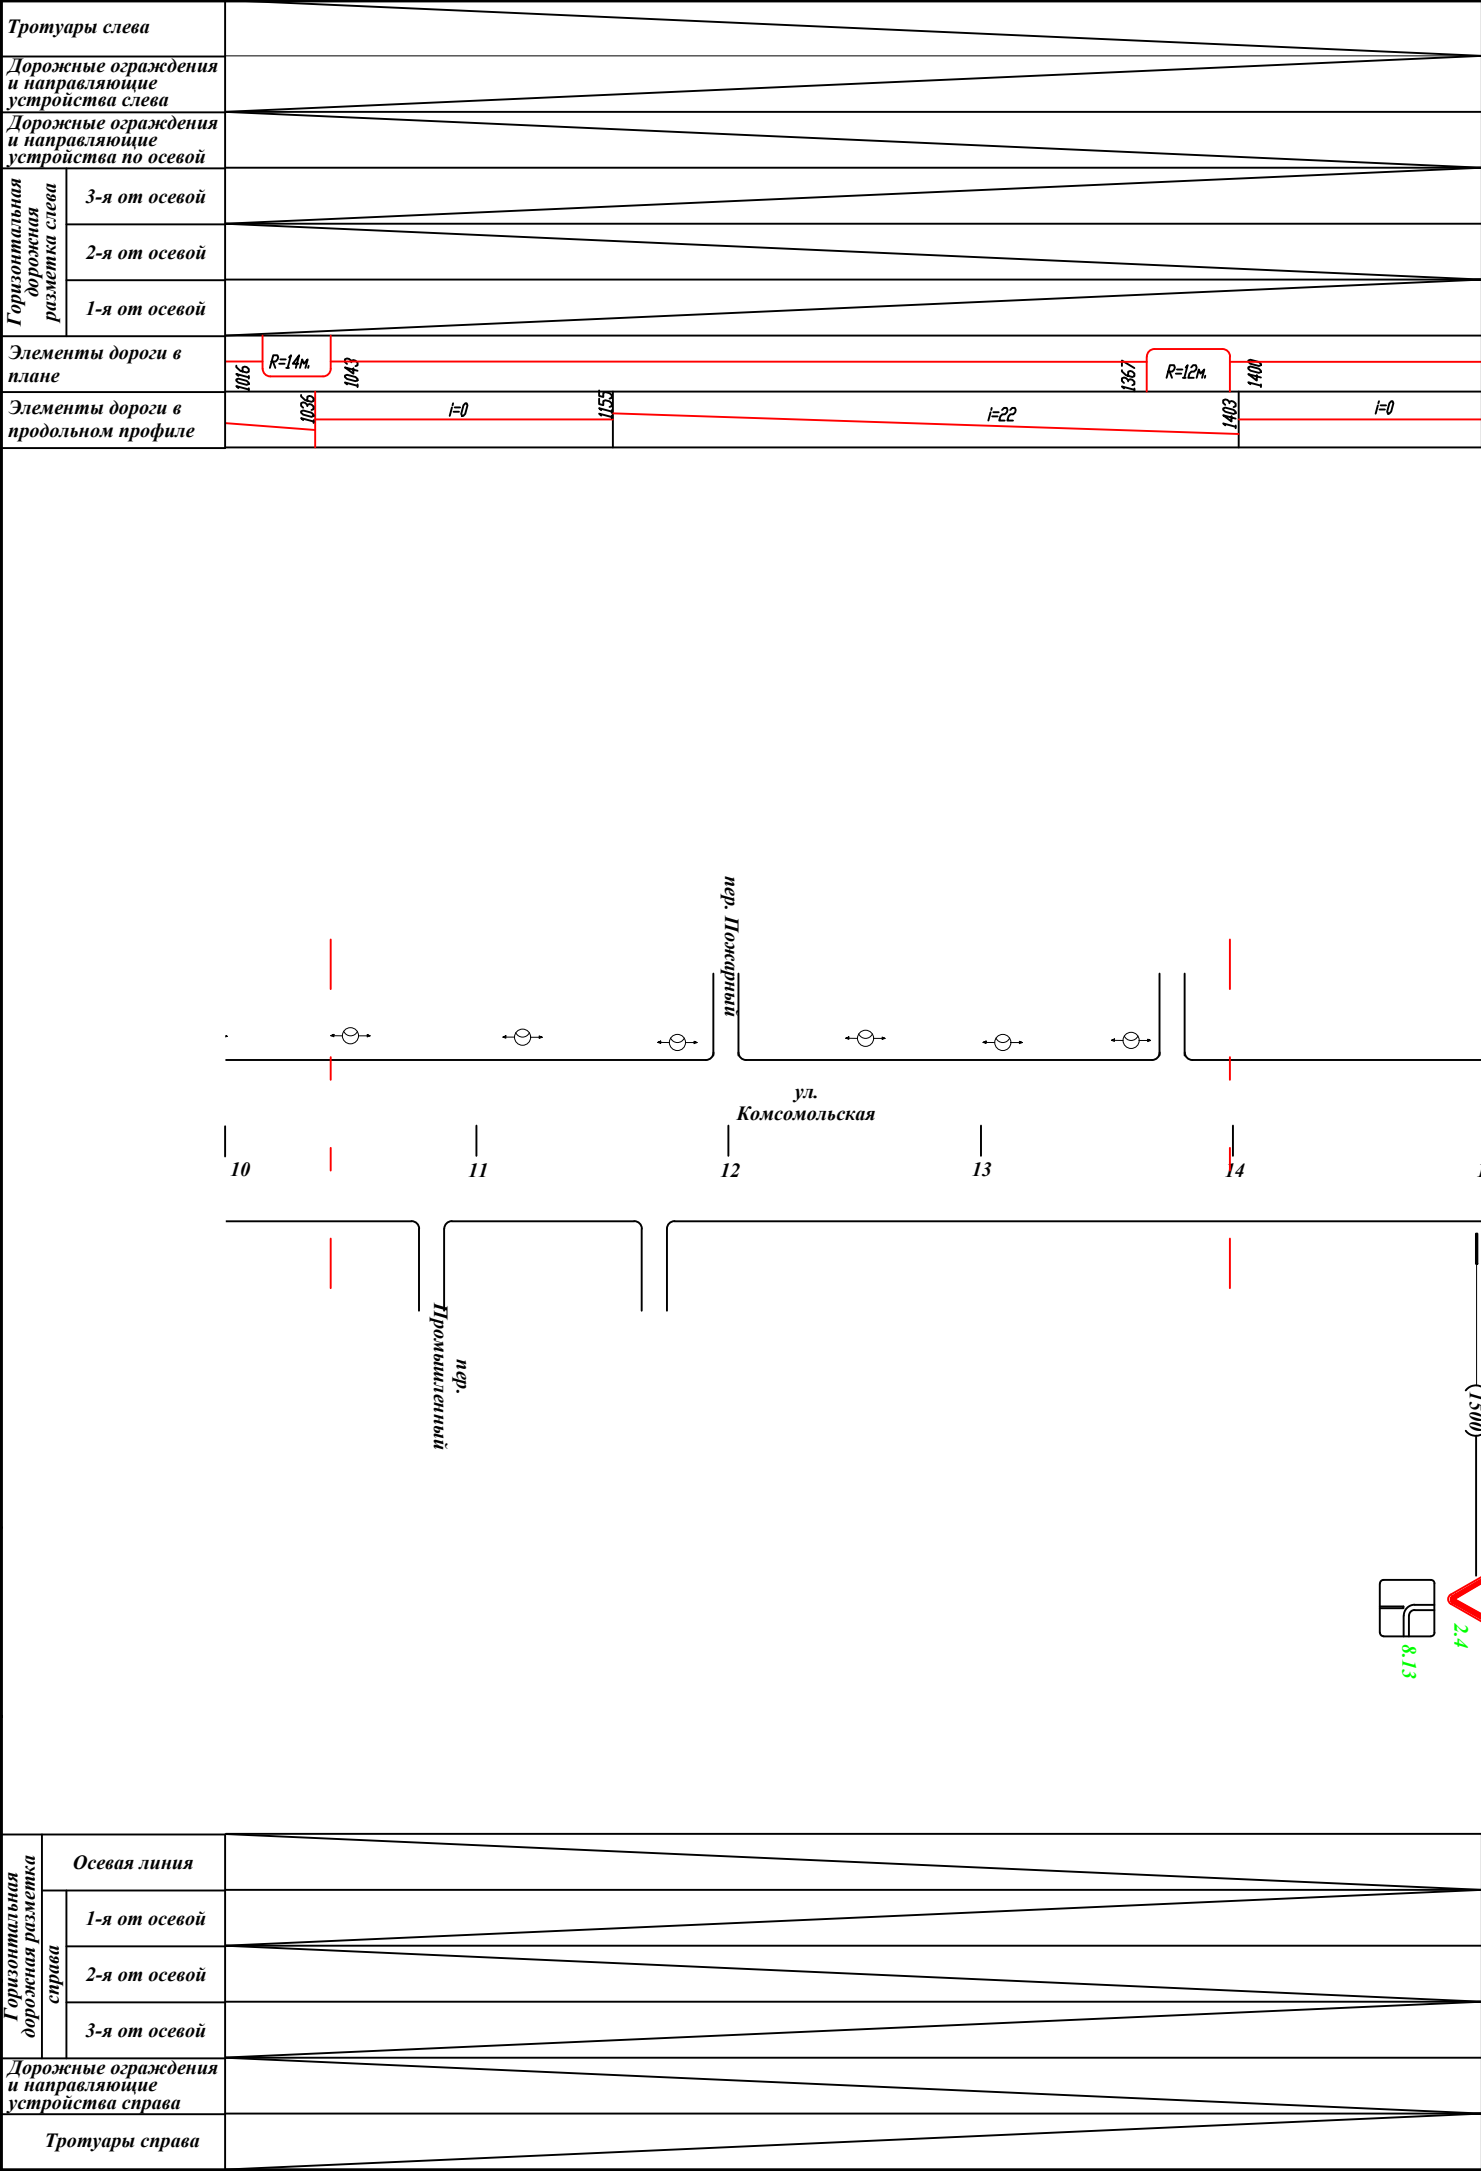 Тротуары слева
Дорожные ограждения
и направляющие
устройства слева
Дорожные ограждения
и направляющие
устройства по осевой
Горизонтальная
дорожная
разметка слева
3-я от осевой
2-я от осевой
1-я от осевой
Элементы дороги в
плане
1016
R=14м.
1043
1367
R=12м.
1400
Элементы дороги в
продольном профиле
1036
i=0
1155
i=22
1403
i=0
пер. Пожарный
ул.
Комсомольская
10
11
12
13
14
пер.
Промышленный
(1500)
2.4
8.13
Горизонтальная
дорожная разметка
справа
Осевая линия
1-я от осевой
2-я от осевой
3-я от осевой
Дорожные ограждения
и направляющие
устройства справа
Тротуары справа